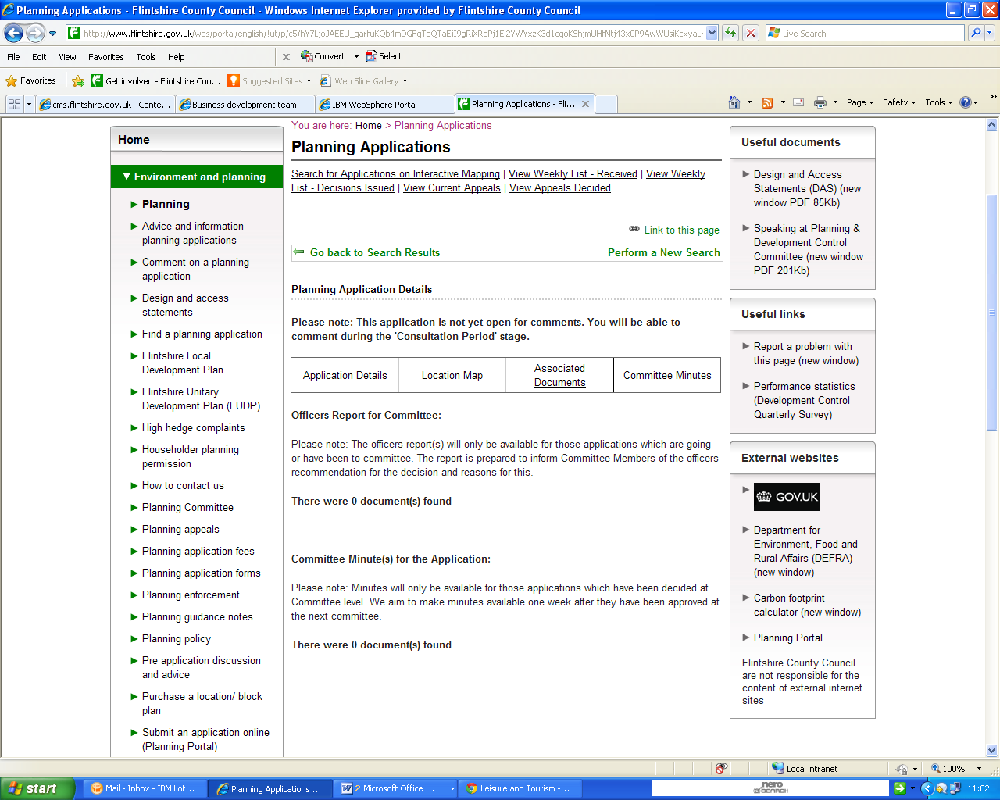 Planning Applications - Flintshire County Council - Windows Internet Explorer provided by Flintshire County Council
http://www.flintshire.gov.uk/wps/portal/english/!ut/p/c5/
Live Search
File Edit View Favorites Tools Help
Convert Select
Favorites Get involved - Flintshire Cou... Suggested Sites Web Slice Gallery
cms.flintshire.gov.uk - Conte... Business development team IBM WebSphere Portal Planning Applications - Fli... Page Safety Tools
Home
Environment and planning
Planning
Advice and information -
planning applications
Comment on a planning
application
Design and access
statements
Find a planning application
Flintshire Local
Development Plan
Flintshire Unitary
Development Plan (FUDP)
High hedge complaints
Householder planning
permission
How to contact us
Planning Committee
Planning appeals
Planning application fees
Planning application forms
Planning enforcement
Planning guidance notes
Planning policy
Pre application discussion
and advice
Purchase a location/ block
plan
Submit an application online
(Planning Portal)
You are here: Home > Planning Applications
Planning Applications
Search for Applications on Interactive Mapping | View Weekly List - Received | View Weekly
List - Decisions Issued | View Current Appeals | View Appeals Decided
Link to this page
Go back to Search Results Perform a New Search
Planning Application Details
Please note: This application is not yet open for comments. You will be able to
comment during the 'Consultation Period' stage.
Application Details
Location Map
Associated
Documents
Committee Minutes
Officers Report for Committee:
Please note: The officers report(s) will only be available for those applications which are going
or have been to committee. The report is prepared to inform Committee Members of the officers
recommendation for the decision and reasons for this.
There were 0 document(s) found
Committee Minute(s) for the Application:
Please note: Minutes will only be available for those applications which have been decided at
Committee level. We aim to make minutes available one week after they have been approved at
the next committee.
There were 0 document(s) found
Useful documents
Design and Access
Statements (DAS) (new
window PDF 85Kb)
Speaking at Planning &
Development Control
Committee (new window
PDF 201Kb)
Useful links
Report a problem with
this page (new window)
Performance statistics
(Development Control
Quarterly Survey)
External websites
GOV.UK
Department for
Environment, Food and
Rural Affairs (DEFRA)
(new window)
Carbon footprint
calculator (new window)
Planning Portal
Flintshire County Council
are not responsible for the
content of external internet
sites
Local intranet 100%
start Mail - Inbox - IBM Lot... Planning Applications ... 2 Microsoft Office ... Leisure and Tourism -... nero SEARCH 11:02